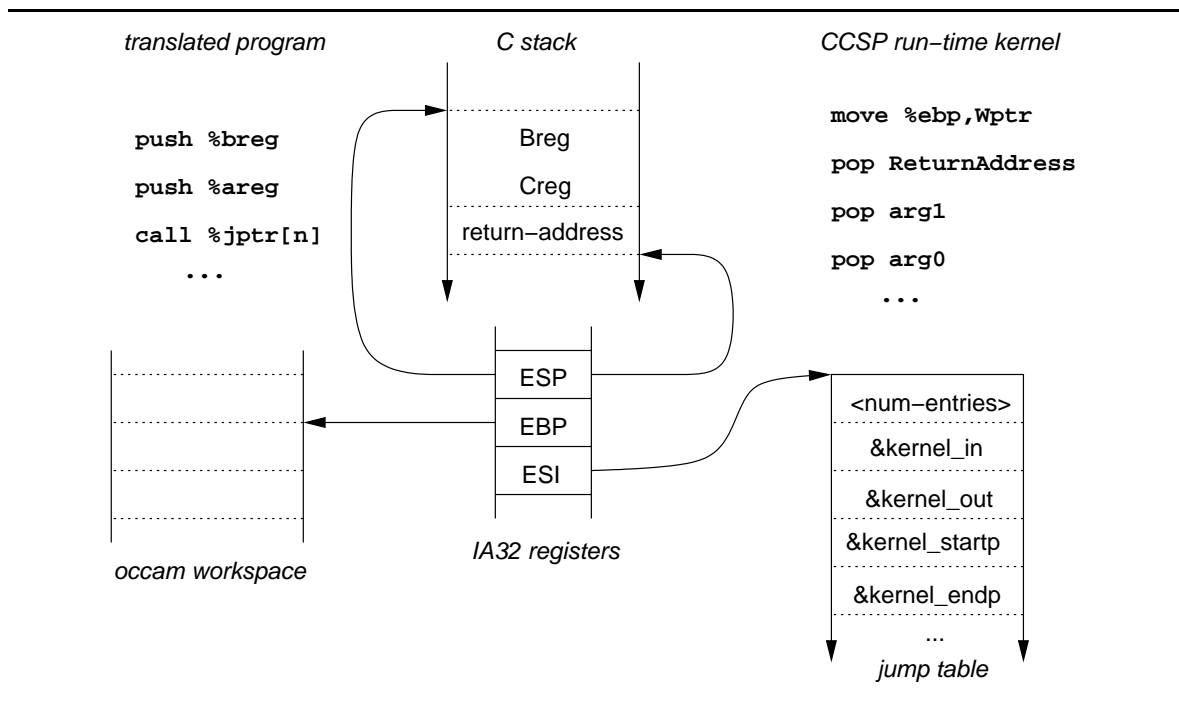 translated program
push %breg
push %areg
call %jptr[n]
...
C stack
Breg
Creg
return−address
CCSP run−time kernel
move %ebp,Wptr
pop ReturnAddress
pop arg1
pop arg0
...
occam workspace
ESP
EBP
ESI
IA32 registers
<num−entries>
&kernel_in
&kernel_out
&kernel_startp
&kernel_endp
...
jump table